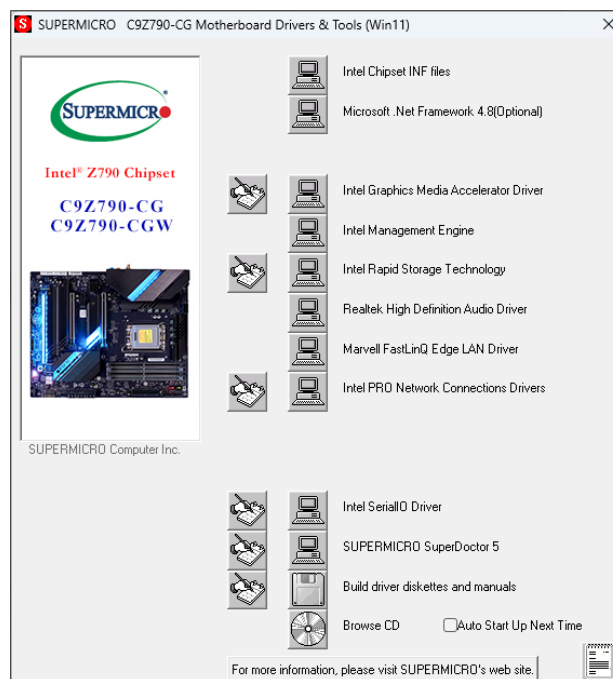 SUPERMICRO C9Z790-CG Motherboard Drivers & Tools (Win11)
SUPERMICR
Intel® Z790 Chipset
C9Z790-CG
C9Z790-CGW
SUPERMICRO Computer Inc.
Intel Chipset INF files
Microsoft .Net Framework 4.8(Optional)
Intel Graphics Media Accelerator Driver
Intel Management Engine
Intel Rapid Storage Technology
Realtek High Definition Audio Driver
Marvell FastLinQ Edge LAN Driver
Intel PRO Network Connections Drivers
Intel SerialIO Driver
SUPERMICRO SuperDoctor 5
Build driver diskettes and manuals
Browse CD
Auto Start Up Next Time
For more information, please visit SUPERMICRO's web site.